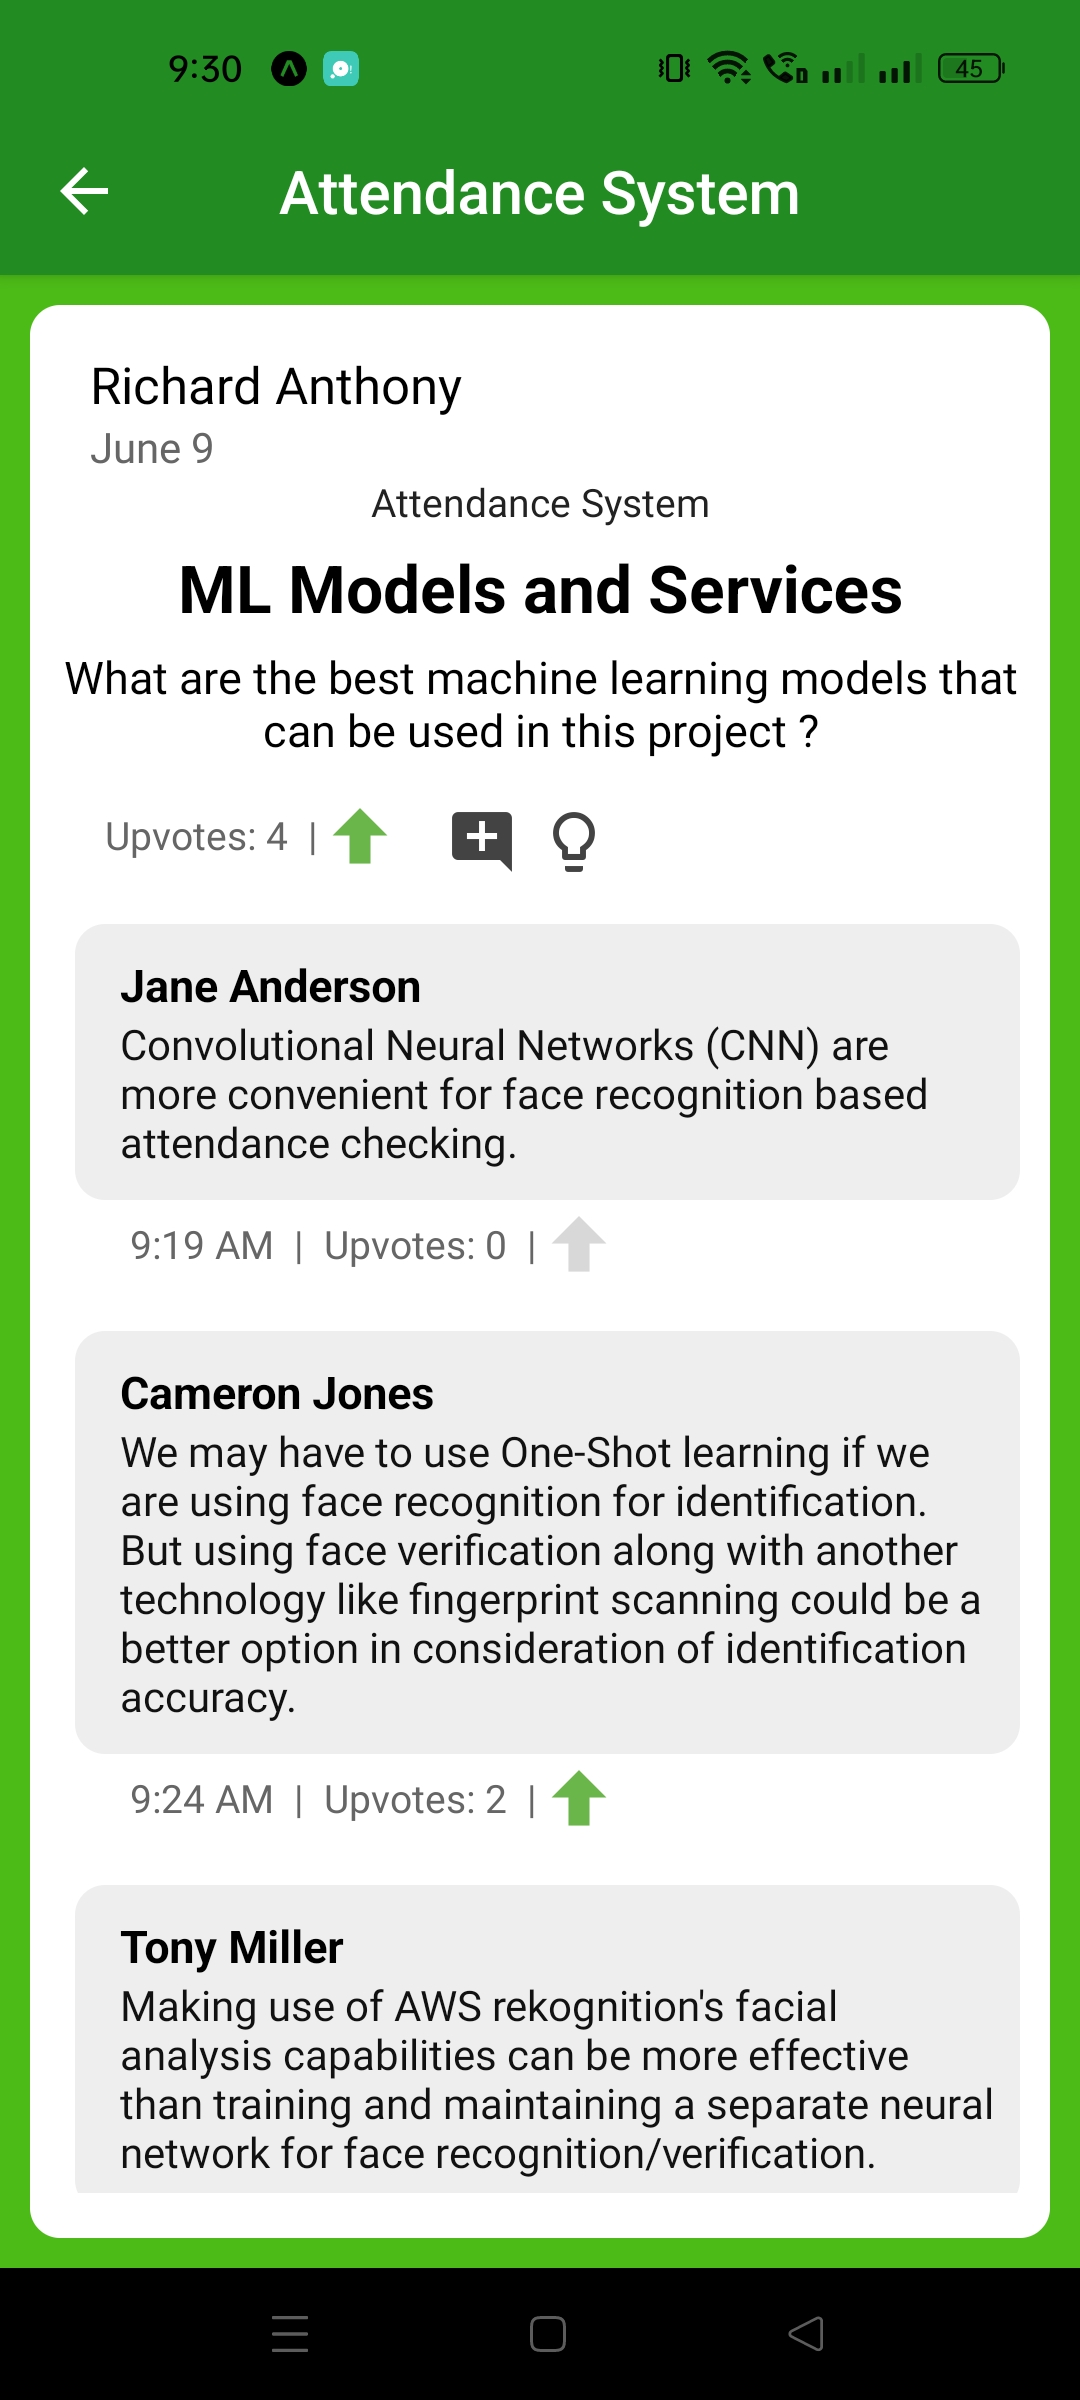 9:30
45
Attendance System
Richard Anthony
June 9
Attendance System
ML Models and Services
What are the best machine learning models that
can be used in this project ?
Upvotes: 4 |
Jane Anderson
Convolutional Neural Networks (CNN) are
more convenient for face recognition based
attendance checking.
9:19 AM | Upvotes: 0 |
Cameron Jones
We may have to use One-Shot learning if we
are using face recognition for identification.
But using face verification along with another
technology like fingerprint scanning could be a
better option in consideration of identification
accuracy.
9:24 AM | Upvotes: 2 |
Tony Miller
Making use of AWS rekognition's facial
analysis capabilities can be more effective
than training and maintaining a separate neural
network for face recognition/verification.